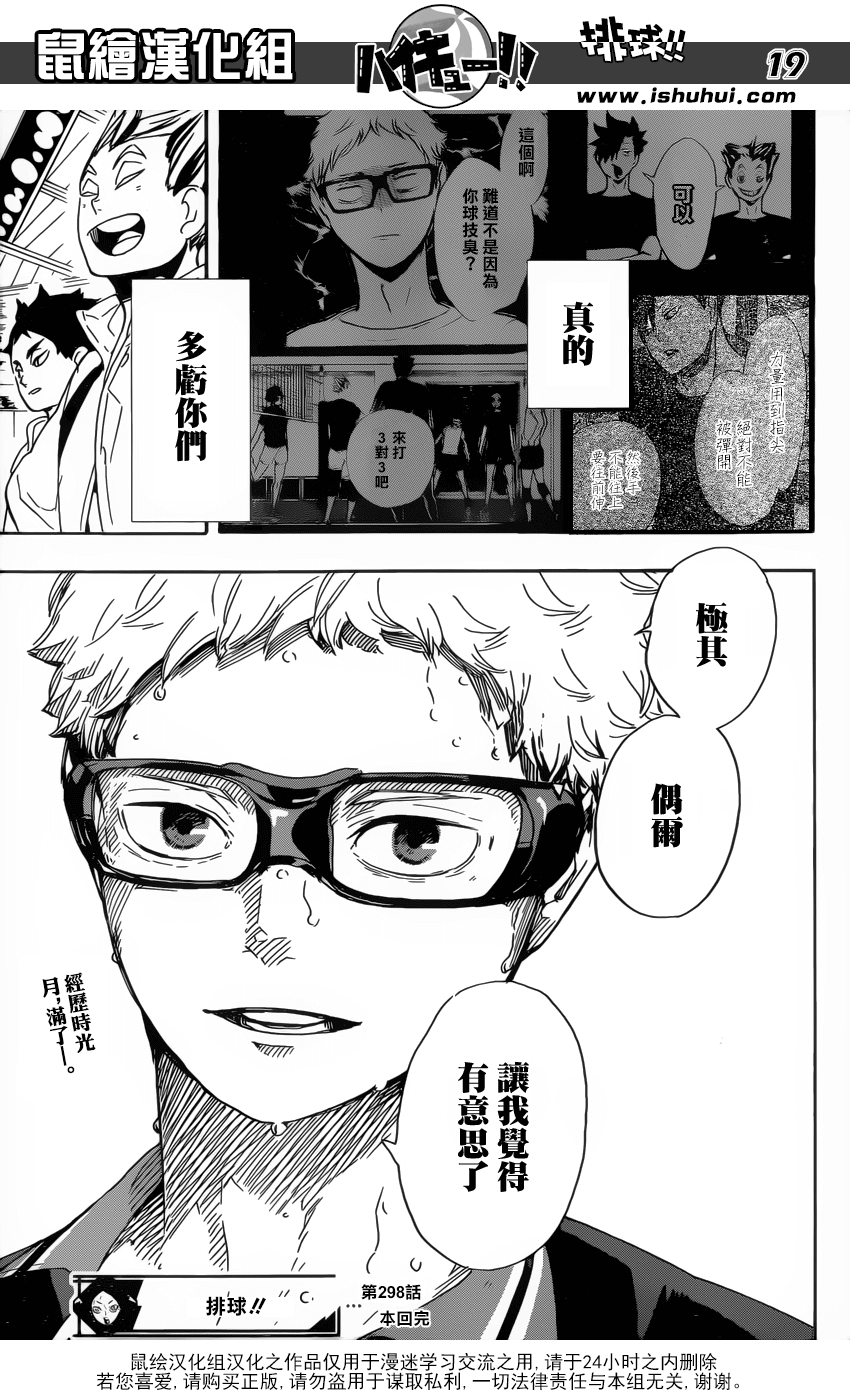 鼠繪漢化組
ハイキュー!!
排球!!
19
www.ishuhui.com
可以
這個啊
難道不是因為
你球技臭？
力量用到指尖
絕對不能
被彈開
然後手
不能往上
要往前伸
真的
來打
3對3吧
多虧你們
極其
偶爾
讓我覺得
有意思了
經歷時光
月，滿了—。
排球!!
…
第298話
／本回完
鼠绘汉化组汉化之作品仅用于漫迷学习交流之用, 请于24小时之内删除
若您喜爱, 请购买正版, 请勿盗用于谋取私利, 一切法律责任与本组无关, 谢谢。